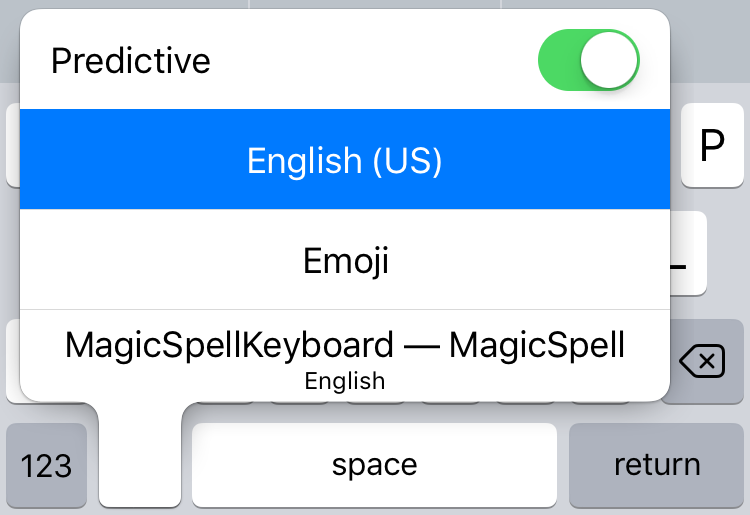 Predictive
English (US)
P
Emoji
MagicSpellKeyboard — MagicSpell
English
123
space
return